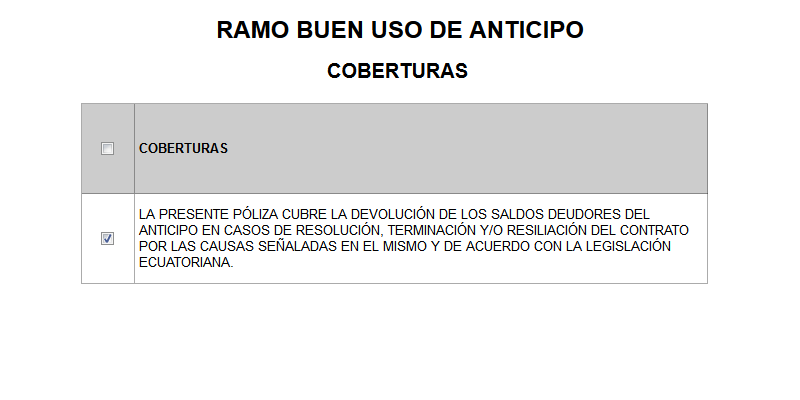 RAMO BUEN USO DE ANTICIPO
COBERTURAS
COBERTURAS
LA PRESENTE PÓLIZA CUBRE LA DEVOLUCIÓN DE LOS SALDOS DEUDORES DEL
ANTICIPO EN CASOS DE RESOLUCIÓN, TERMINACIÓN Y/O RESILIACIÓN DEL CONTRATO
POR LAS CAUSAS SEÑALADAS EN EL MISMO Y DE ACUERDO CON LA LEGISLACIÓN
ECUATORIANA.